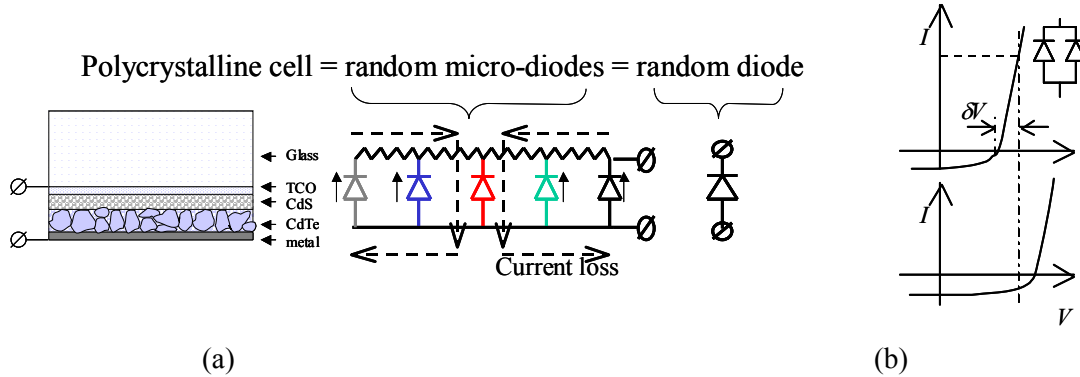 Polycrystalline cell = random micro-diodes = random diode
Glass
TCO
CdS
CdTe
metal
Current loss
(a)
I
δV
I
V
(b)